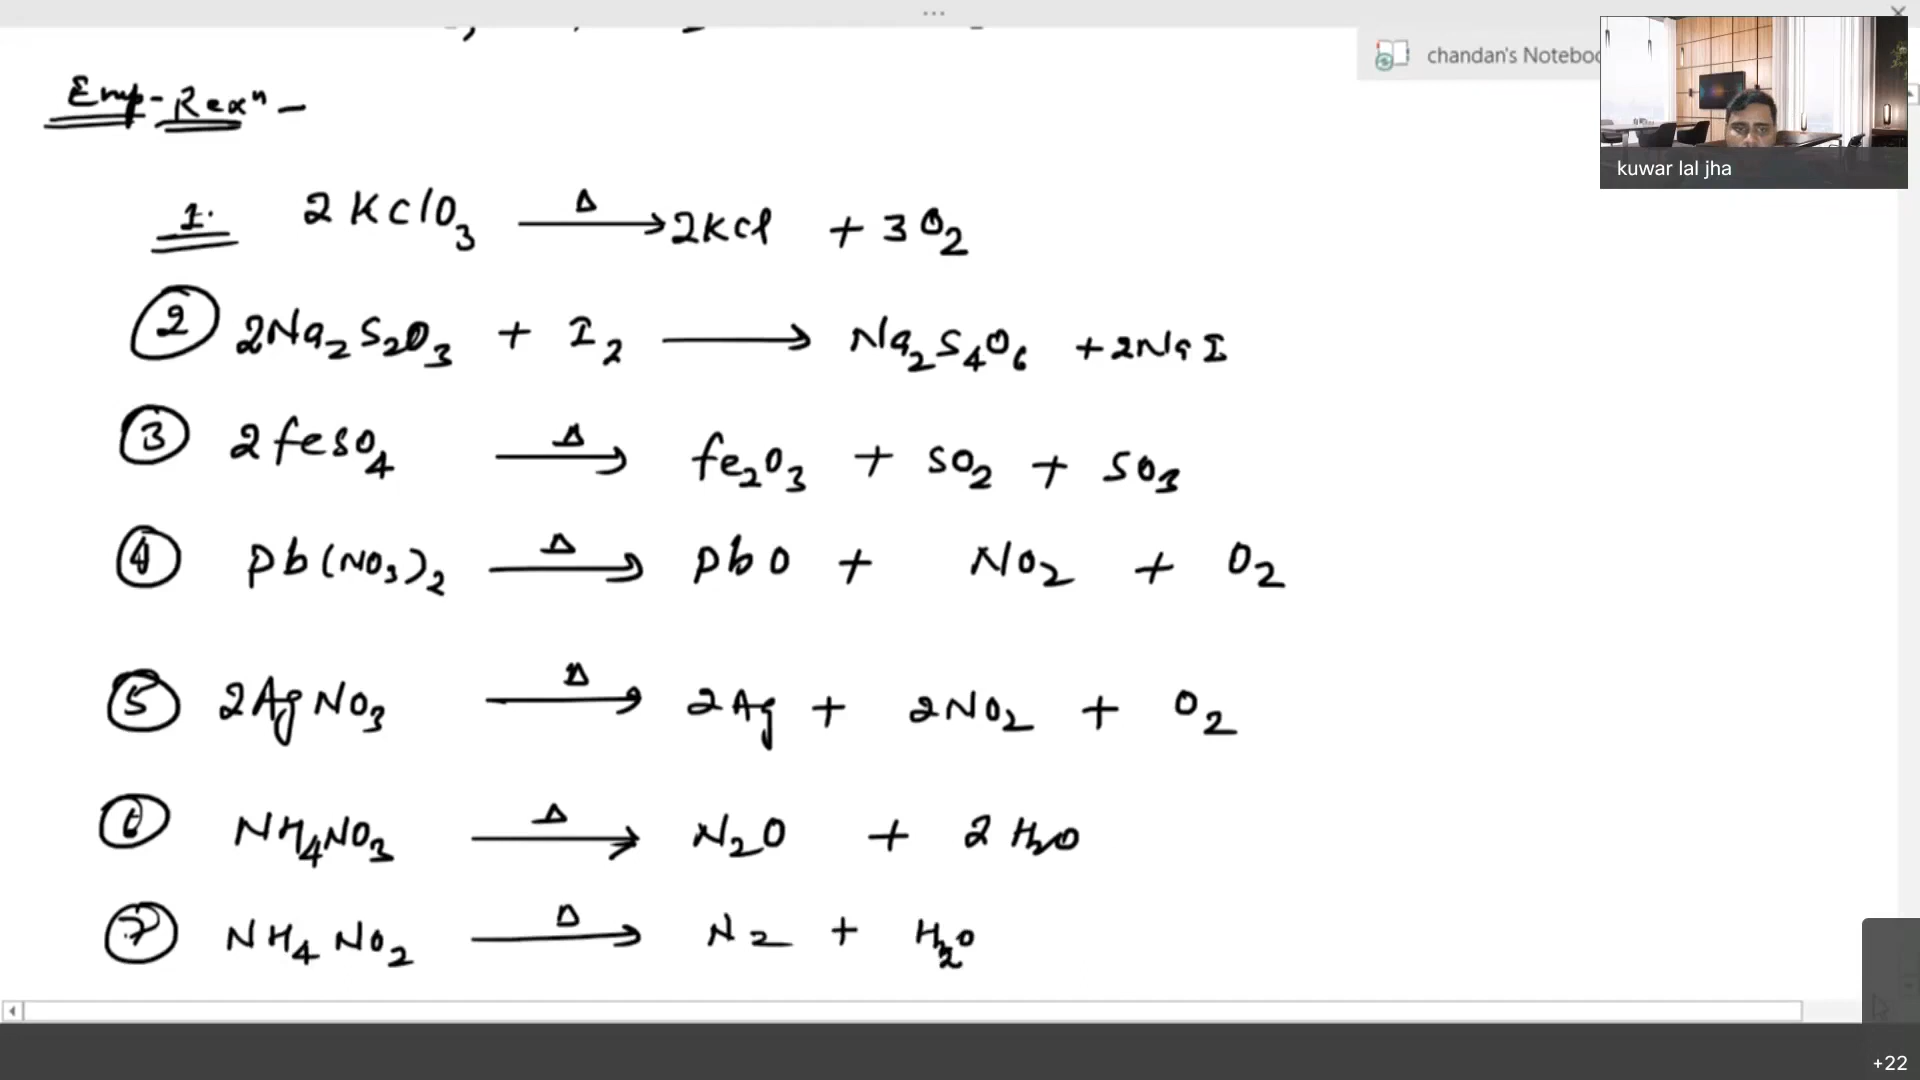 ...
chandan's Notebo
Emp-Reaxⁿ -
kuwar lal jha
1. 2KClO₃ —Δ→ 2KCl + 3O₂
② 2Na₂S₂O₃ + I₂ ⟶ Na₂S₄O₆ + 2NaI
③ 2feSO₄ —Δ→ fe₂O₃ + SO₂ + SO₃
④ Pb(NO₃)₂ —Δ→ PbO + NO₂ + O₂
⑤ 2AgNO₃ —Δ→ 2Ag + 2NO₂ + O₂
⑥ NH₄NO₃ —Δ→ N₂O + 2H₂O
⑦ NH₄NO₂ —Δ→ N₂ + H₂O
+22